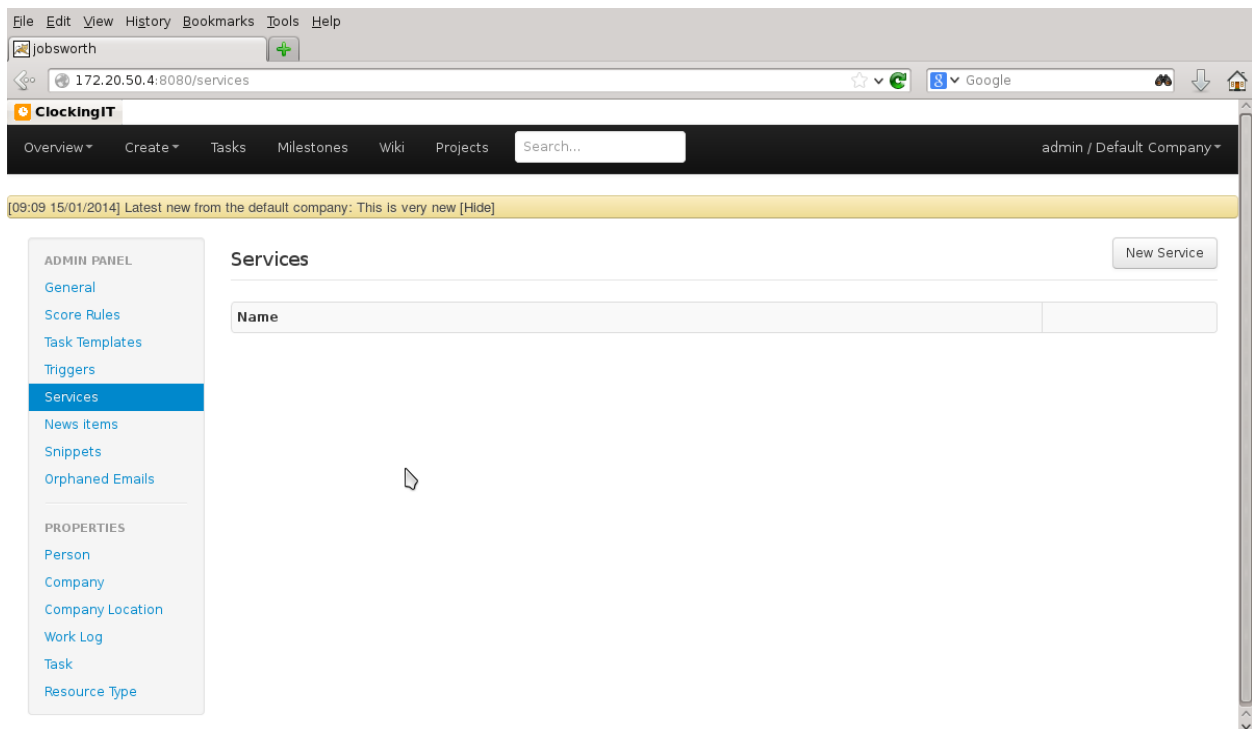 File Edit View History Bookmarks Tools Help
jobsworth
172.20.50.4:8080/services
Google
ClockingIT
Overview Create Tasks Milestones Wiki Projects Search... admin / Default Company
[09:09 15/01/2014] Latest new from the default company: This is very new [Hide]
ADMIN PANEL
General
Score Rules
Task Templates
Triggers
Services
News items
Snippets
Orphaned Emails
PROPERTIES
Person
Company
Company Location
Work Log
Task
Resource Type
Services
New Service
Name